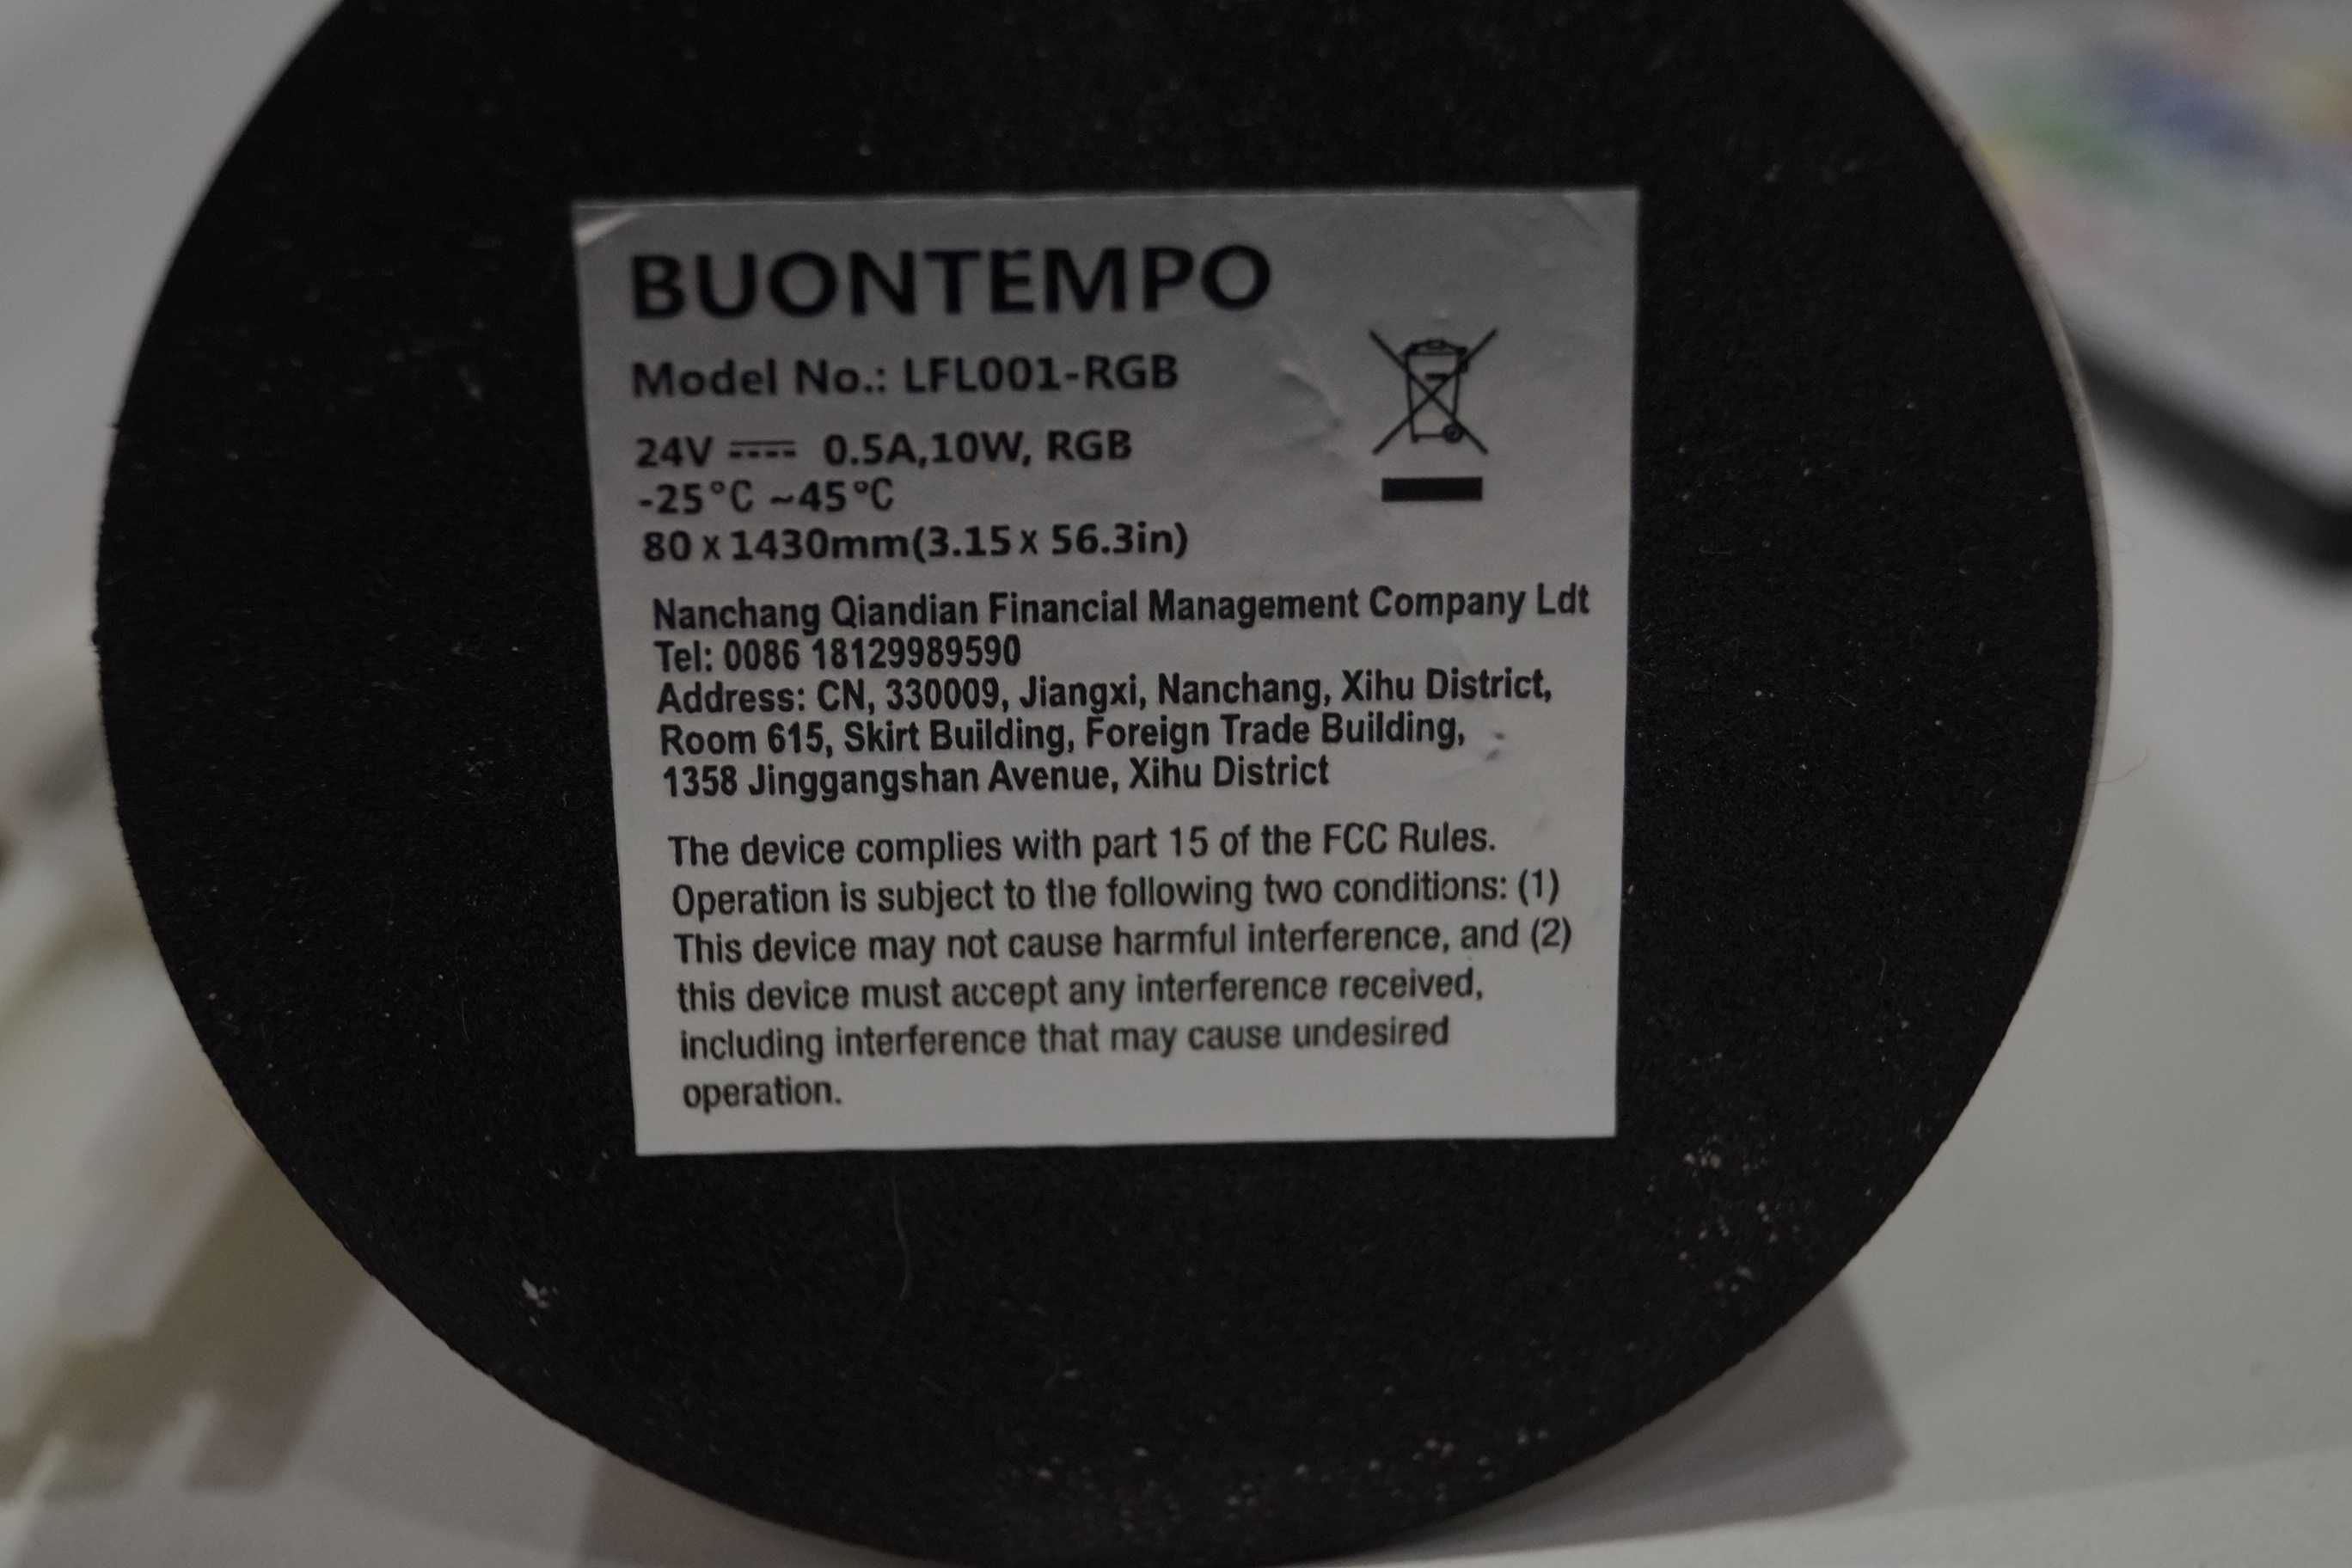 BUONTEMPO
Model No.: LFL001-RGB
24V ⎓ 0.5A,10W, RGB
-25°C ~45°C
80 x 1430mm(3.15 x 56.3in)
Nanchang Qiandian Financial Management Company Ldt
Tel: 0086 18129989590
Address: CN, 330009, Jiangxi, Nanchang, Xihu District,
Room 615, Skirt Building, Foreign Trade Building,
1358 Jinggangshan Avenue, Xihu District
The device complies with part 15 of the FCC Rules.
Operation is subject to the following two conditions: (1)
This device may not cause harmful interference, and (2)
this device must accept any interference received,
including interference that may cause undesired
operation.